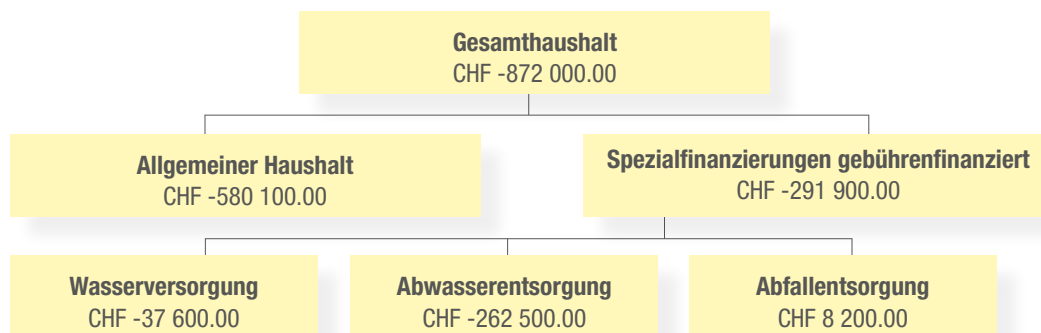 Gesamthaushalt
CHF -872 000.00
Allgemeiner Haushalt
CHF -580 100.00
Spezialfinanzierungen gebührenfinanziert
CHF -291 900.00
Wasserversorgung
CHF -37 600.00
Abwasserentsorgung
CHF -262 500.00
Abfallentsorgung
CHF 8 200.00